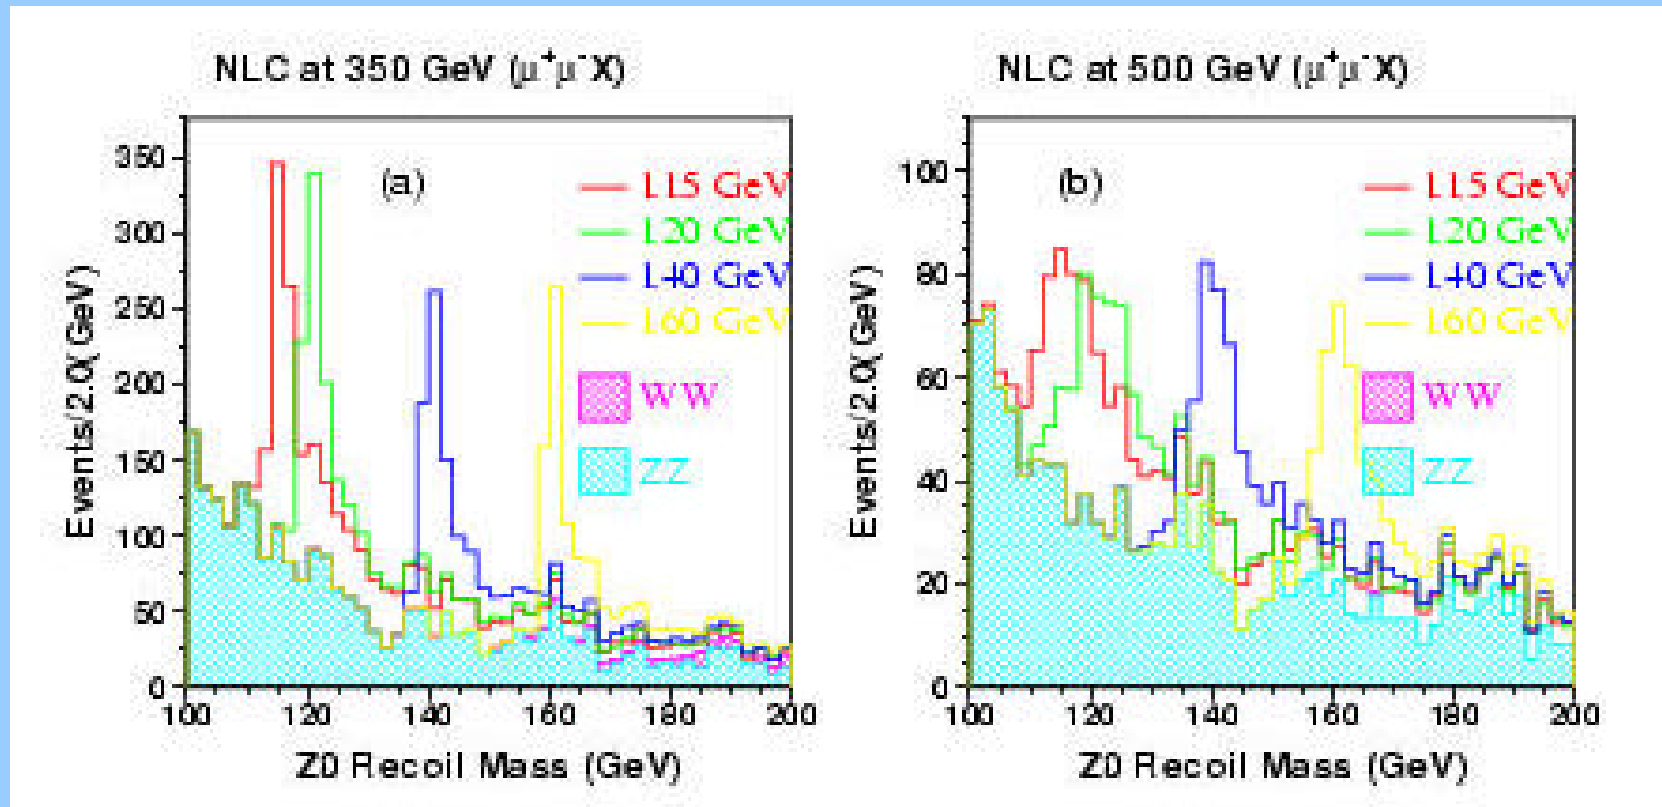 NLC at 350 GeV (μ⁺μ⁻X)
(a)
115 GeV
120 GeV
140 GeV
160 GeV
WW
ZZ
Events/2.0(GeV)
350
300
250
200
150
100
50
0
100 120 140 160 180 200
Z0 Recoil Mass (GeV)
NLC at 500 GeV (μ⁺μ⁻X)
(b)
115 GeV
120 GeV
140 GeV
160 GeV
WW
ZZ
Events/2.0(GeV)
100
80
60
40
20
0
100 120 140 160 180 200
Z0 Recoil Mass (GeV)